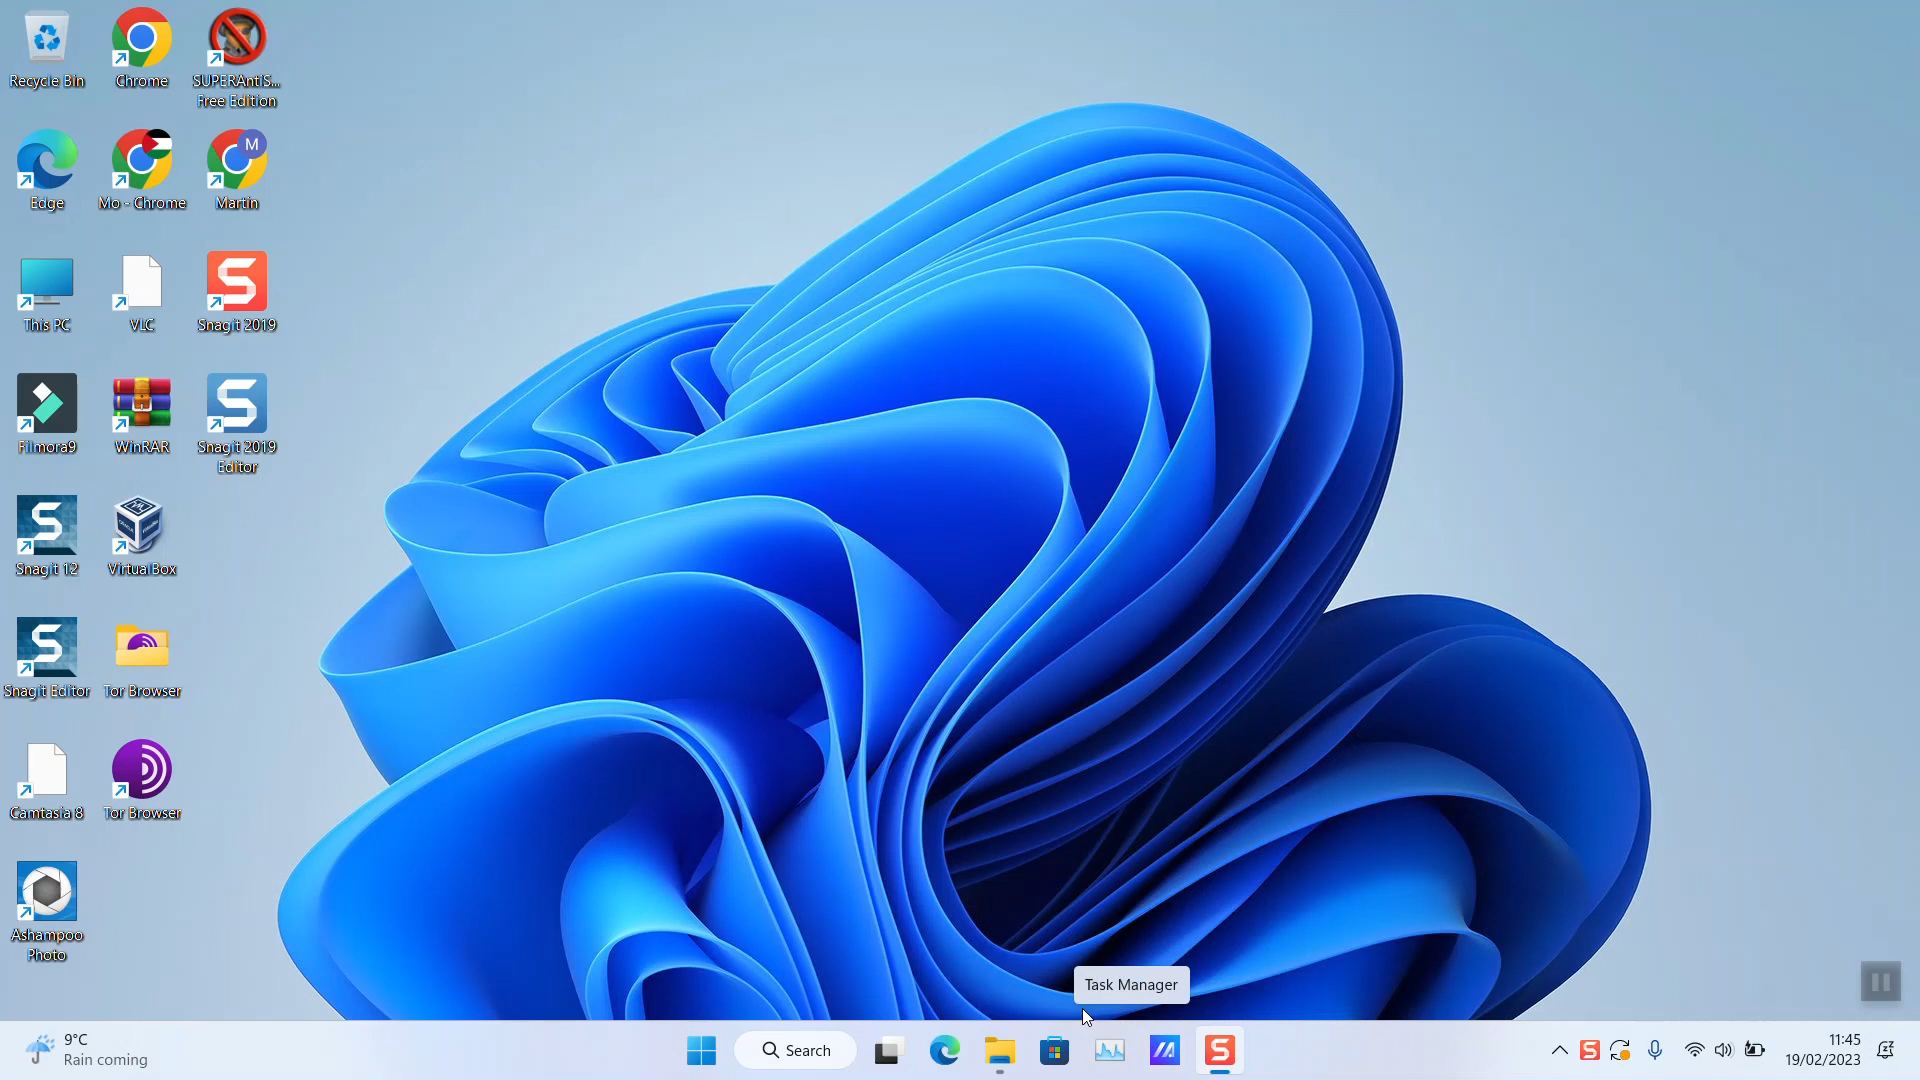 Recycle Bin
Chrome
SUPERAntiS...
Free Edition
Edge
Mo - Chrome
M
Martin
This PC
VLC
Snagit 2019
Filmora9
WinRAR
Snagit 2019
Editor
Snagit 12
VirtualBox
Snagit Editor
Tor Browser
Camtasia 8
Tor Browser
Ashampoo
Photo
Task Manager
9°C
Rain coming
Search
11:45
19/02/2023